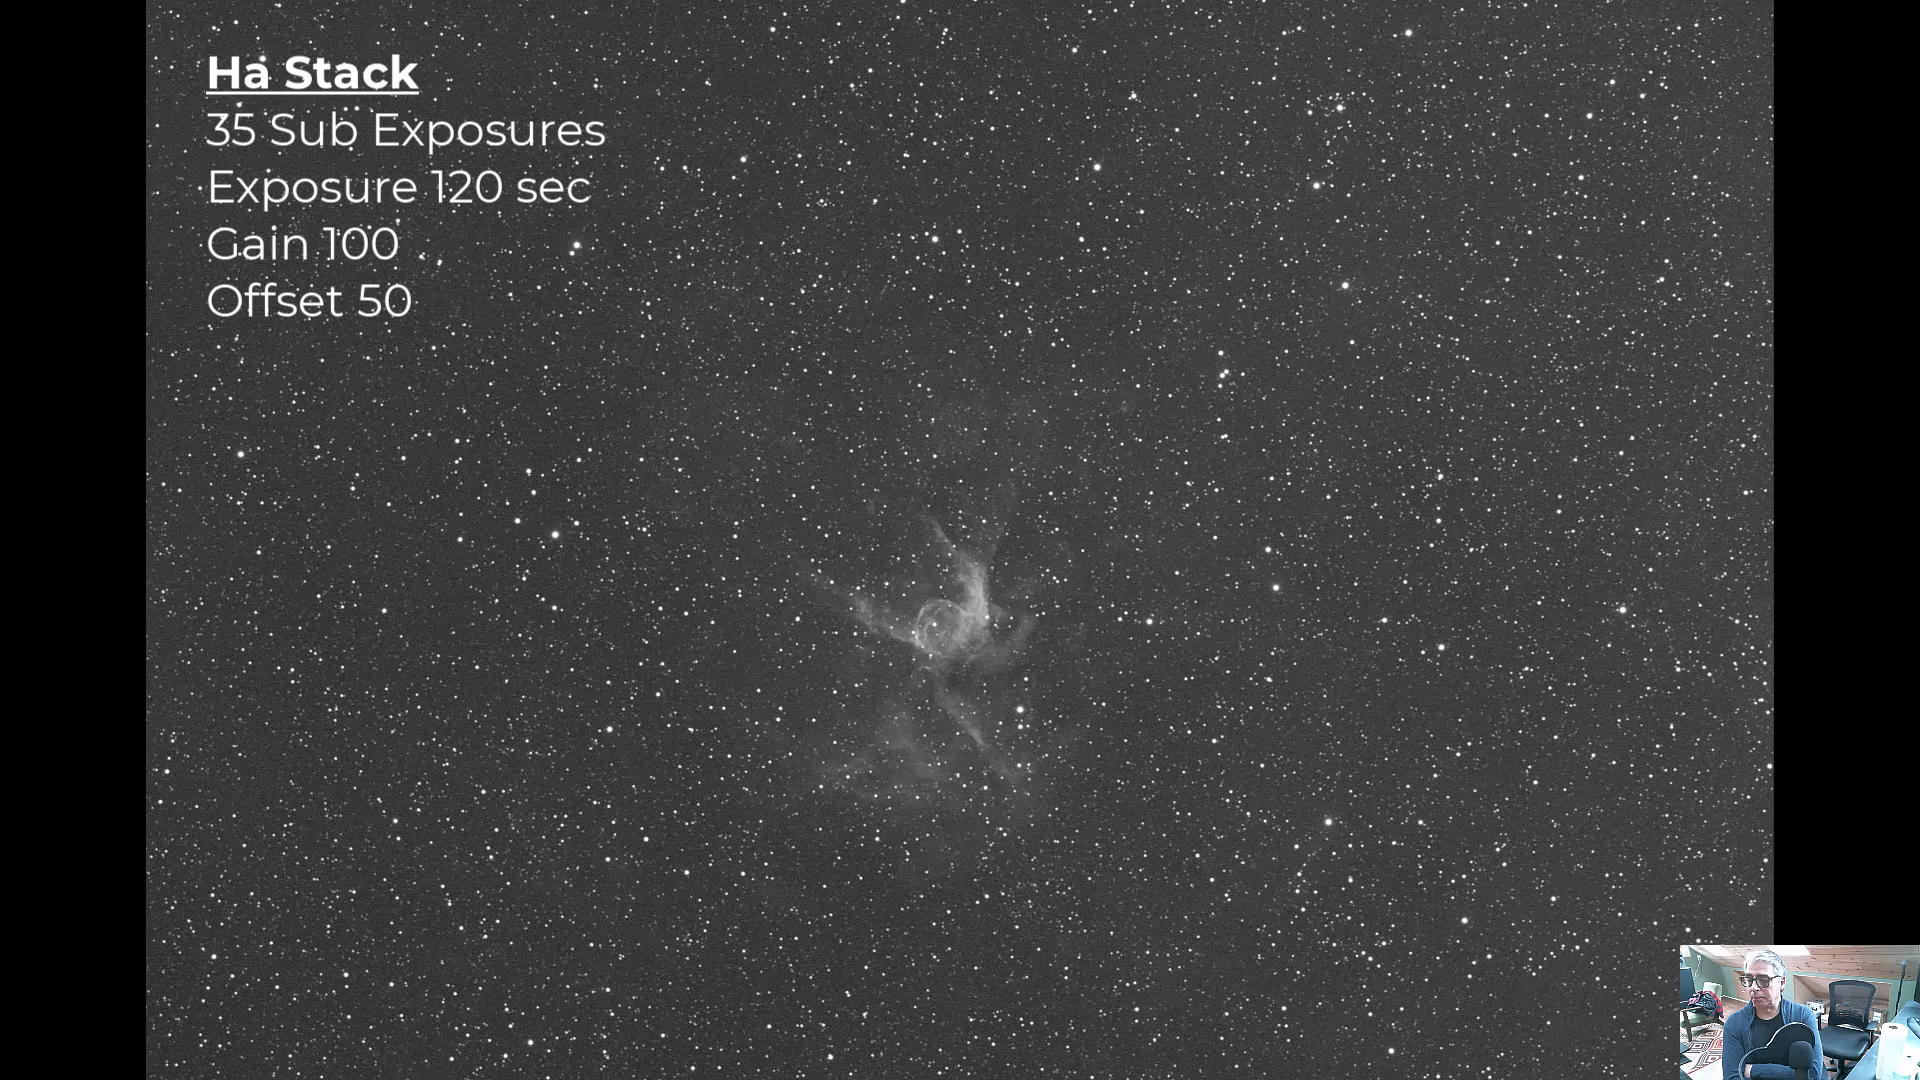 Ha Stack
35 Sub Exposures
Exposure 120 sec
Gain 100
Offset 50